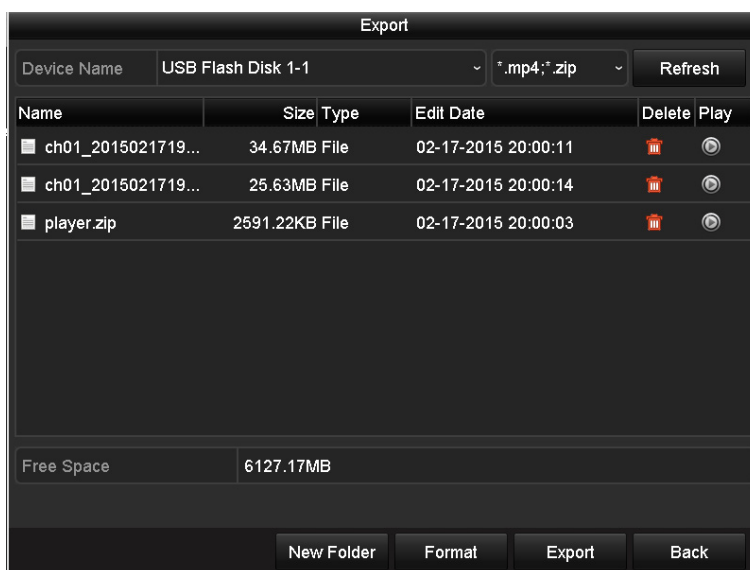 Export
Device Name USB Flash Disk 1-1 *.mp4;*.zip Refresh
Name Size Type Edit Date Delete Play
ch01_2015021719... 34.67MB File 02-17-2015 20:00:11
ch01_2015021719... 25.63MB File 02-17-2015 20:00:14
player.zip 2591.22KB File 02-17-2015 20:00:03
Free Space 6127.17MB
New Folder Format Export Back